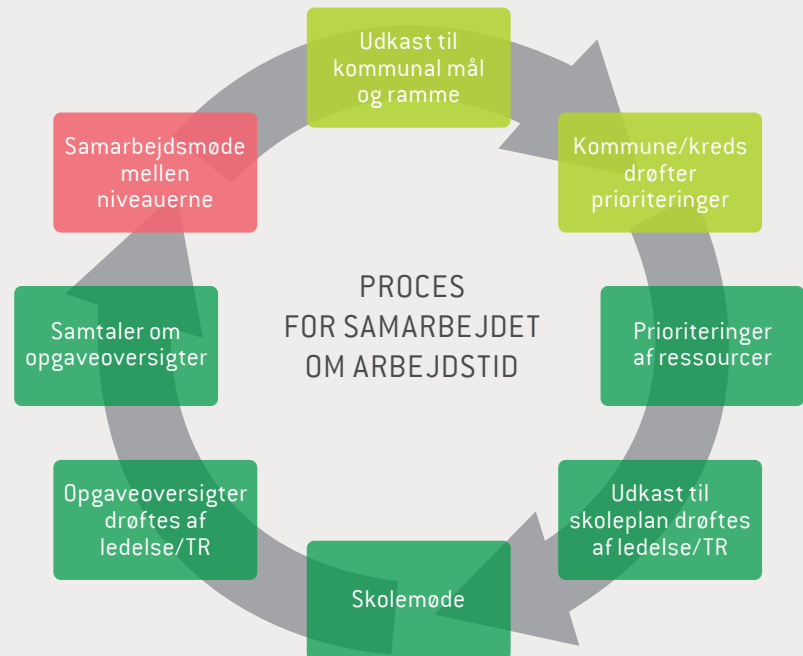 PROCES
FOR SAMARBEJDET
OM ARBEJDSTID
Udkast til
kommunal mål
og ramme
Kommune/kreds
drøfter
prioriteringer
Prioriteringer
af ressourcer
Udkast til
skoleplan drøftes
af ledelse/TR
Skolemøde
Opgaveoversigter
drøftes af
ledelse/TR
Samtaler om
opgaveoversigter
Samarbejdsmøde
mellen
niveauerne